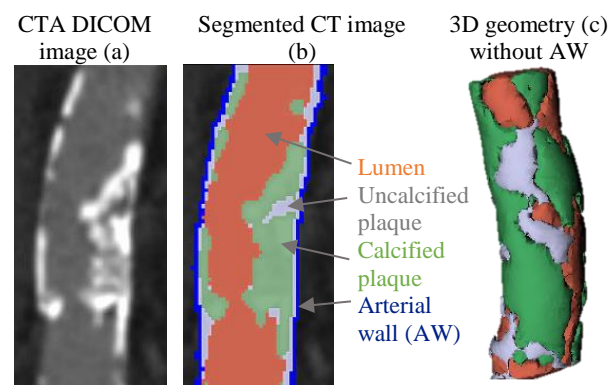 CTA DICOM
image (a)
Segmented CT image
(b)
3D geometry (c)
without AW
Lumen
Uncalcified
plaque
Calcified
plaque
Arterial
wall (AW)